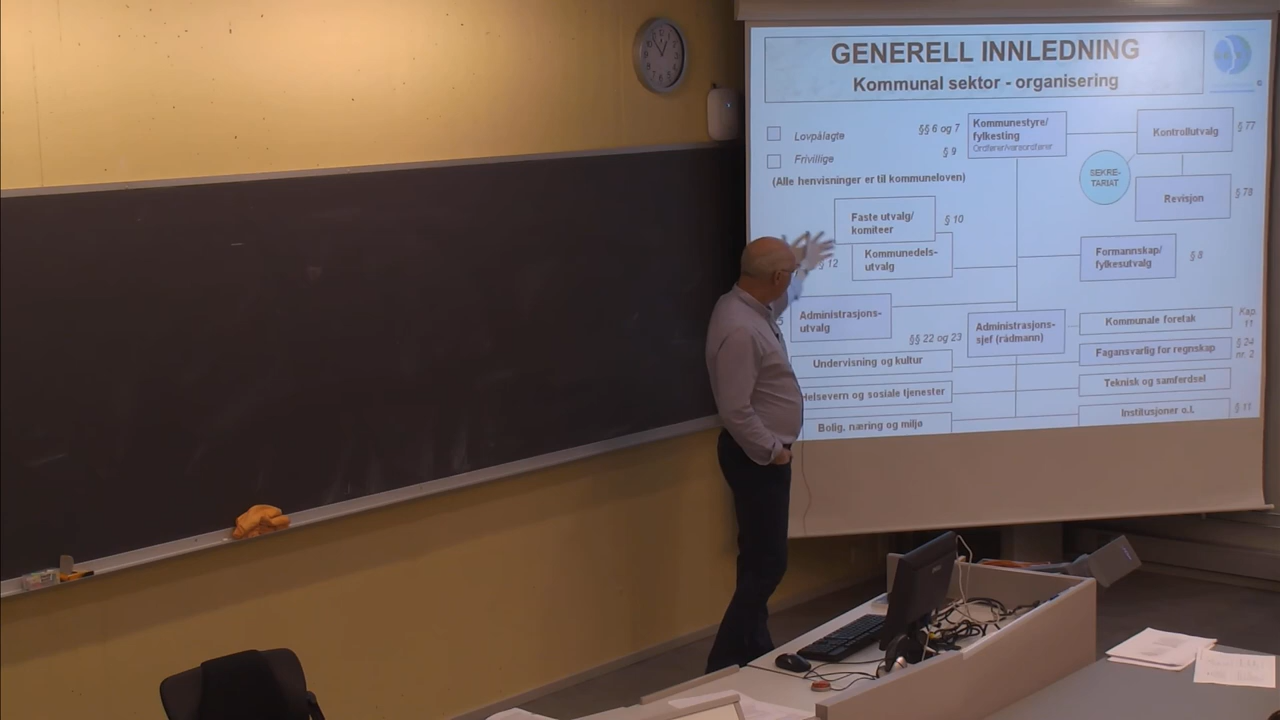 GENERELL INNLEDNING
Kommunal sektor - organisering
Lovpålagte
§§ 6 og 7
Kommunestyre/
fylkesting
Ordfører/varaordfører
Kontrollutvalg
§ 77
Frivillige
§ 9
(Alle henvisninger er til kommuneloven)
SEKRE-
TARIAT
Revisjon
§ 78
Faste utvalg/
komiteer
§ 10
§ 12
Kommunedels-
utvalg
Formannskap/
fylkesutvalg
§ 8
Administrasjons-
utvalg
§§ 22 og 23
Administrasjons-
sjef (rådmann)
Kommunale foretak
Kap
11
Undervisning og kultur
Fagansvarlig for regnskap
§ 24
nr. 2
Helsevern og sosiale tjenester
Teknisk og samferdsel
Bolig, næring og miljø
Institusjoner o.l.
§ 11